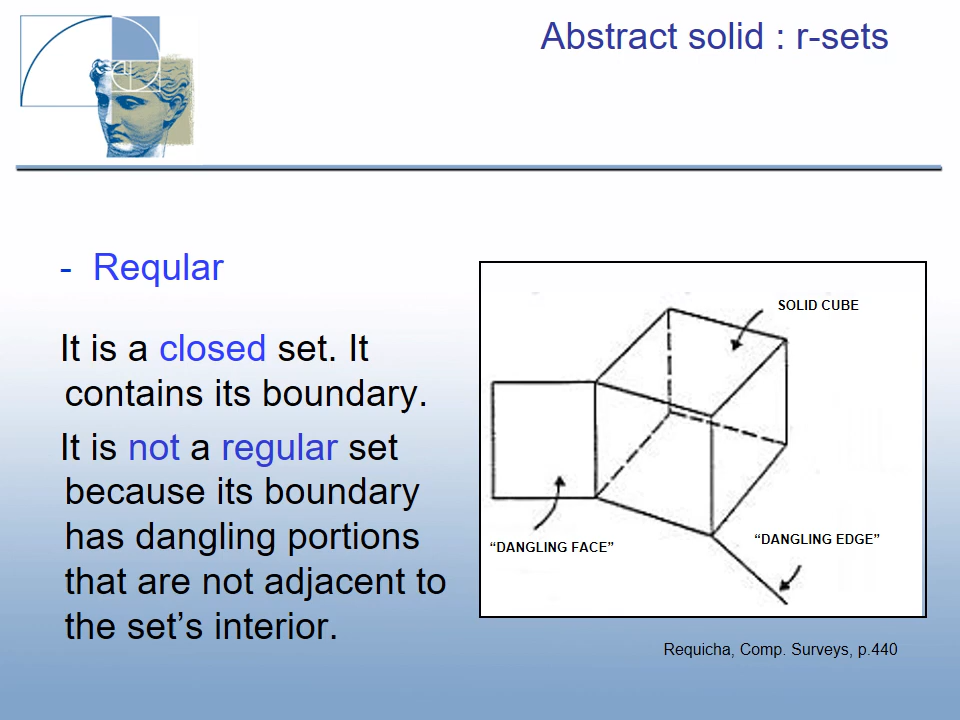 Abstract solid : r-sets
- Reqular
It is a closed set. It
contains its boundary.
It is not a regular set
because its boundary
has dangling portions
that are not adjacent to
the set’s interior.
SOLID CUBE
“DANGLING FACE”
“DANGLING EDGE”
Requicha, Comp. Surveys, p.440